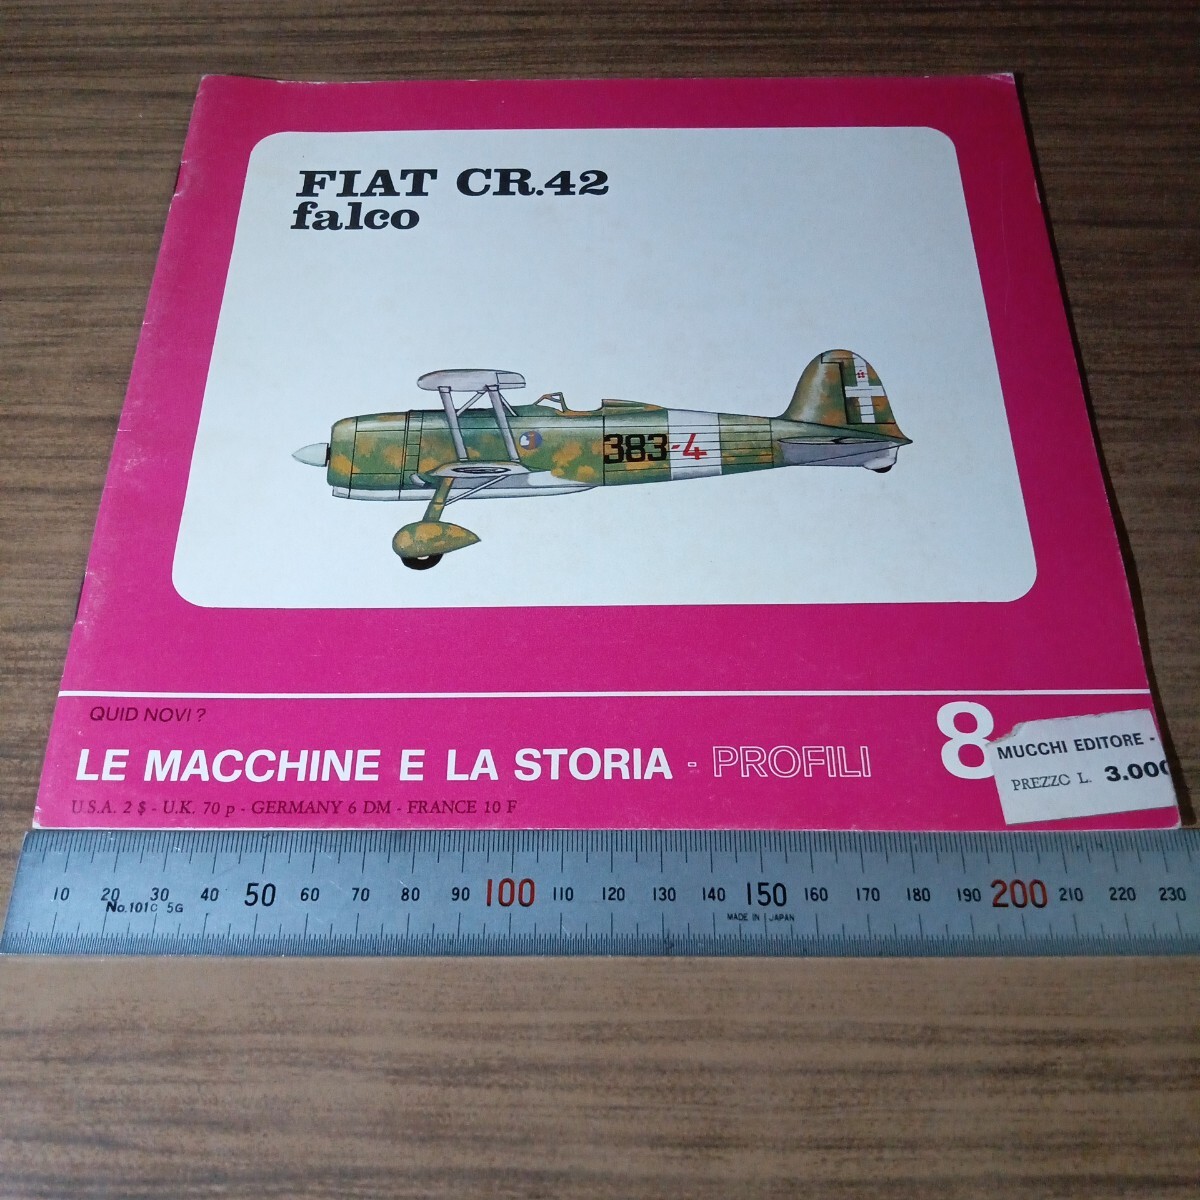 FIAT CR.42
falco
383-4
QUID NOVI?
LE MACCHINE E LA STORIA - PROFILI 8
MUCCHI EDITORE -
PREZZO L. 3.000
U.S.A. 2 $ - U.K. 70 p - GERMANY 6 DM - FRANCE 10 F
10 20 30 40 50 60 70 80 90 100 110 120 130 140 150 160 170 180 190 200 210 220 230
No.101C 5G
MADE IN JAPAN